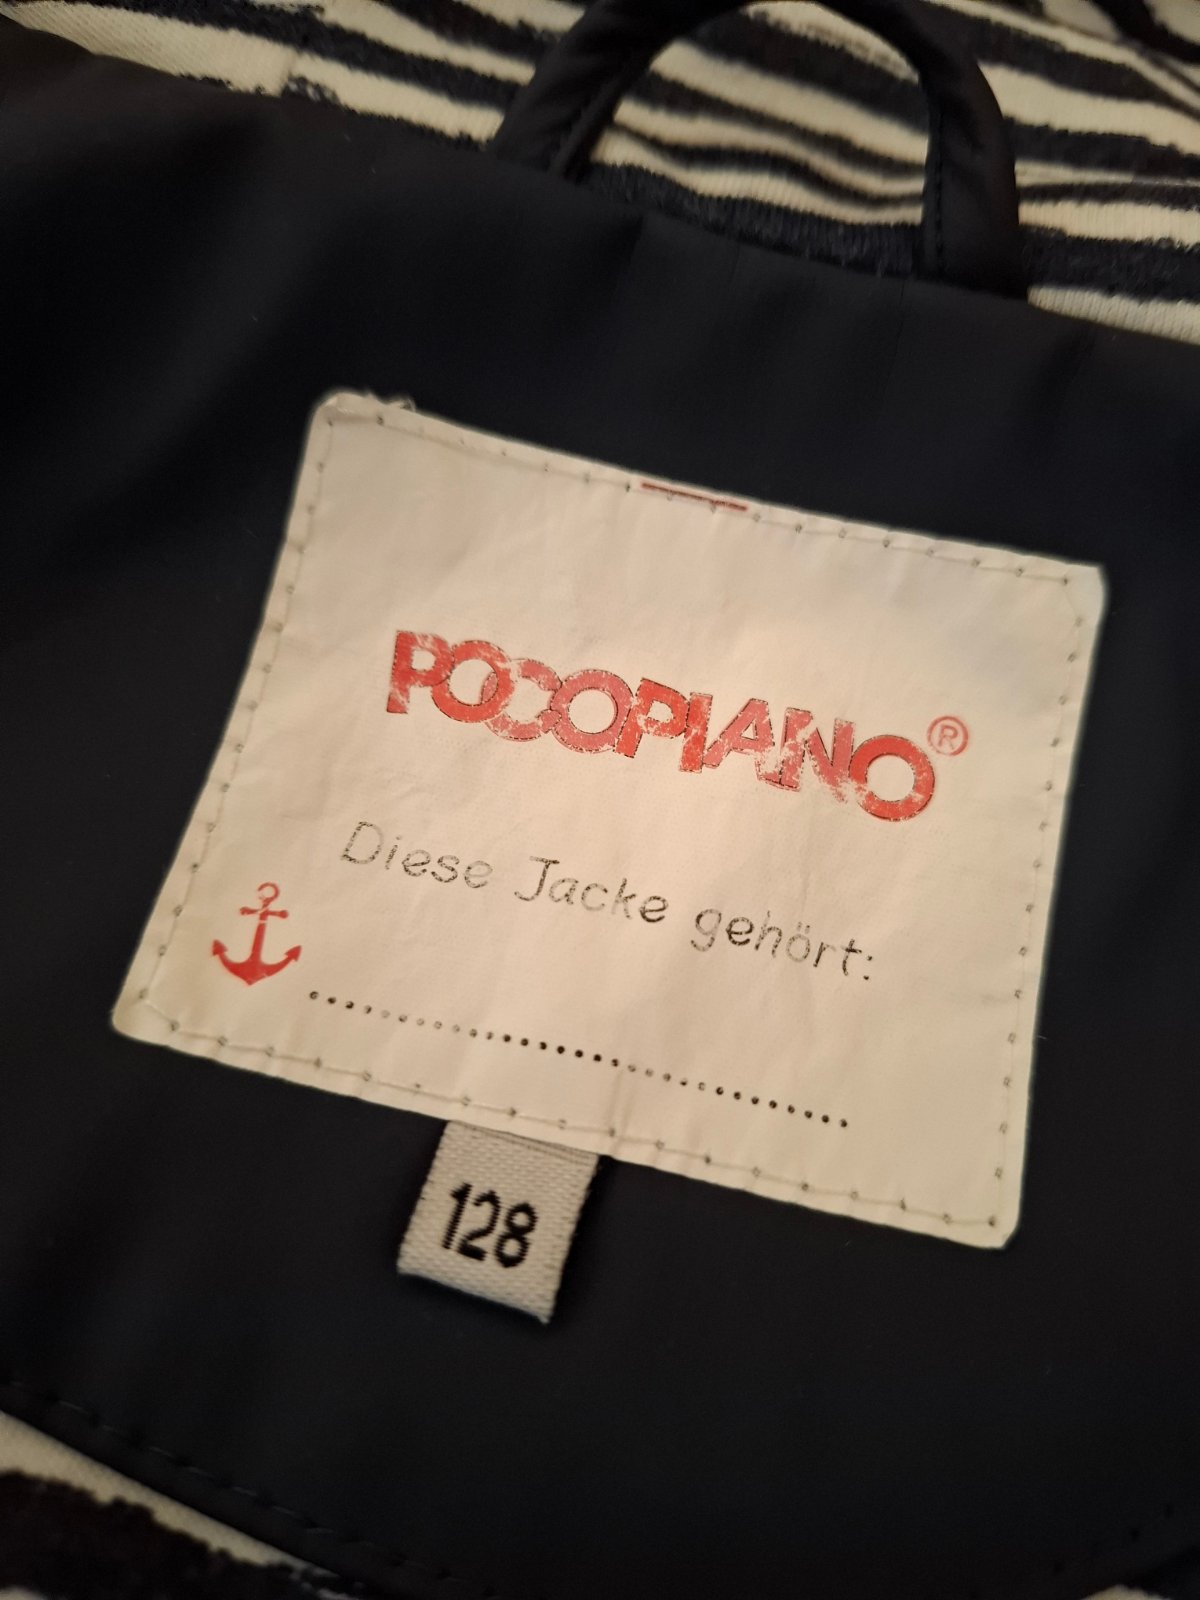 POCOPIANO®
Diese Jacke gehört:
128